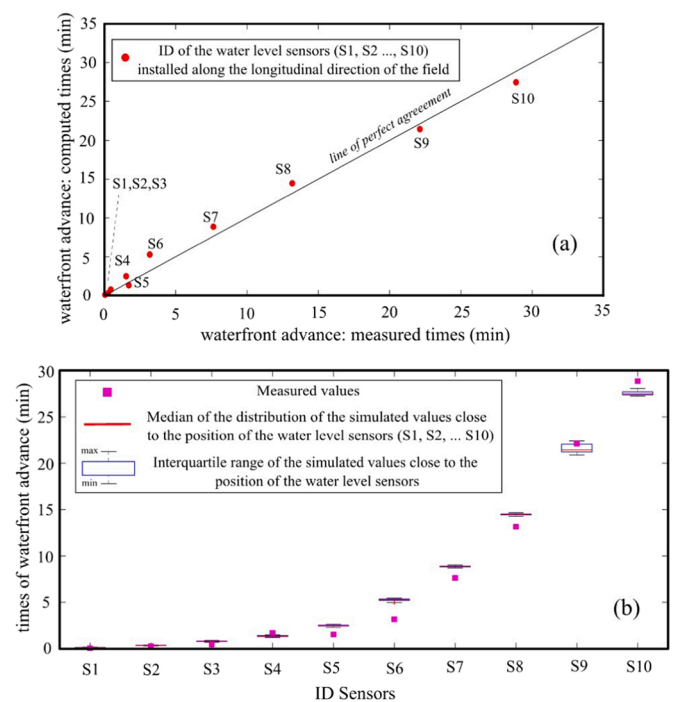 35
30
25
20
15
10
5
0
waterfront advance: computed times (min)
ID of the water level sensors (S1, S2 ..., S10)
installed along the longitudinal direction of the field
line of perfect agreeement
S1,S2,S3
S4
S5
S6
S7
S8
S9
S10
(a)
0 5 10 15 20 25 30 35
waterfront advance: measured times (min)
30
25
20
15
10
5
0
times of waterfront advance (min)
Measured values
Median of the distribution of the simulated values close
to the position of the water level sensors (S1, S2, ... S10)
max
min
Interquartile range of the simulated values close to the
position of the water level sensors
(b)
S1 S2 S3 S4 S5 S6 S7 S8 S9 S10
ID Sensors